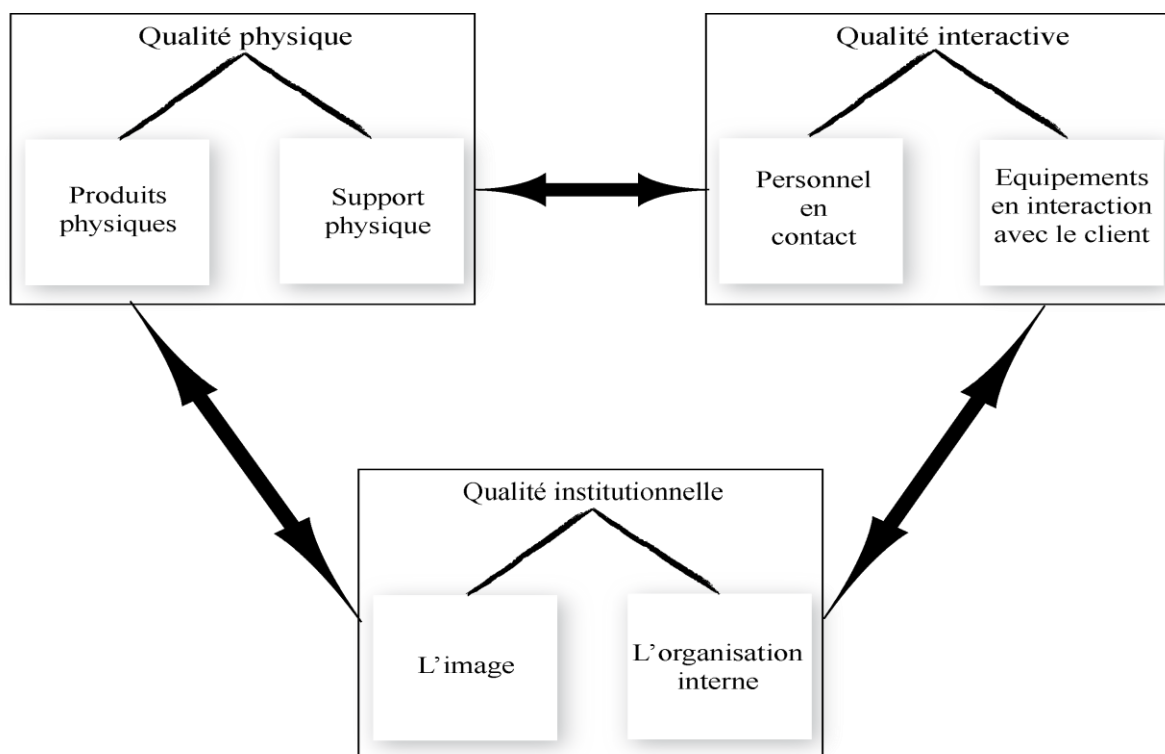 Qualité physique
Produits
physiques
Support
physique
Qualité interactive
Personnel
en
contact
Equipements
en interaction
avec le client
Qualité institutionnelle
L'image
L'organisation
interne